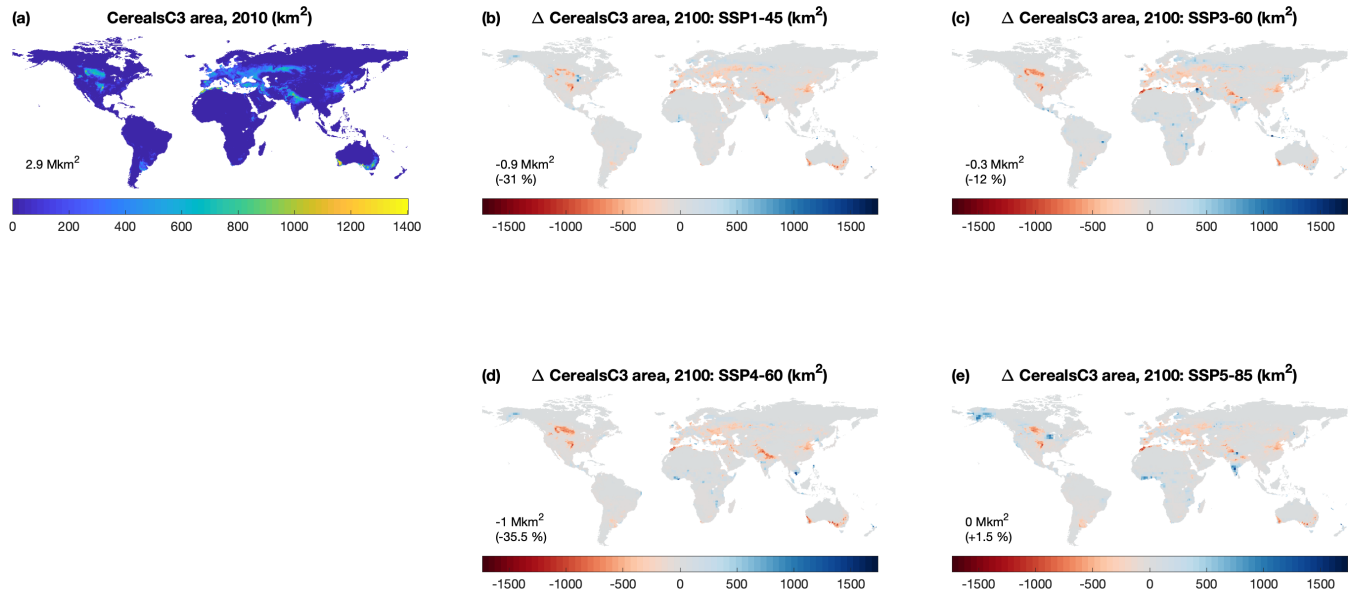 (a) CerealsC3 area, 2010 (km²)
2.9 Mkm²
0 200 400 600 800 1000 1200 1400
(b) Δ CerealsC3 area, 2100: SSP1-45 (km²)
-0.9 Mkm²
(-31 %)
-1500 -1000 -500 0 500 1000 1500
(c) Δ CerealsC3 area, 2100: SSP3-60 (km²)
-0.3 Mkm²
(-12 %)
-1500 -1000 -500 0 500 1000 1500
(d) Δ CerealsC3 area, 2100: SSP4-60 (km²)
-1 Mkm²
(-35.5 %)
-1500 -1000 -500 0 500 1000 1500
(e) Δ CerealsC3 area, 2100: SSP5-85 (km²)
0 Mkm²
(+1.5 %)
-1500 -1000 -500 0 500 1000 1500